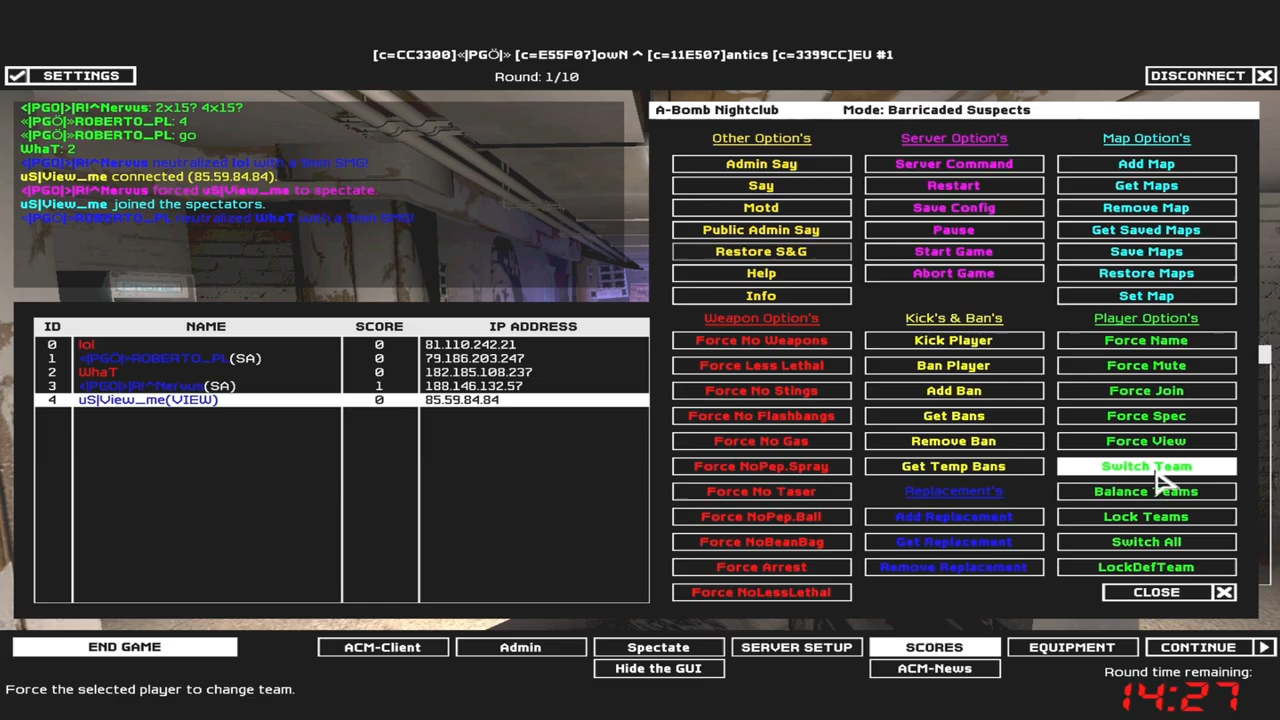 [c=CC3300]«|PGÖ|» [c=E55F07]owN ^ [c=11E507]antics [c=3399CC]EU #1
SETTINGS
Round: 1/10
DISCONNECT
<|PGO|>|R!^Nervus: 2x15? 4x15?
«|PGÖ|»ROBERTO_PL: 4
«|PGÖ|»ROBERTO_PL: go
WhaT: 2
<|PGO|>|R!^Nervus neutralized lol with a 9mm SMG!
uS|View_me connected (85.59.84.84).
<|PGO|>|R!^Nervus forced uS|View_me to spectate.
uS|View_me joined the spectators.
«|PGÖ|»ROBERTO_PL neutralized WhaT with a 9mm SMG!
A-Bomb Nightclub Mode: Barricaded Suspects
Other Option's Server Option's Map Option's
Admin Say Server Command Add Map
Say Restart Get Maps
Motd Save Config Remove Map
Public Admin Say Pause Get Saved Maps
Restore S&G Start Game Save Maps
Help Abort Game Restore Maps
Info Set Map
Weapon Option's Kick's & Ban's Player Option's
Force No Weapons Kick Player Force Name
Force Less Lethal Ban Player Force Mute
Force No Stings Add Ban Force Join
Force No Flashbangs Get Bans Force Spec
Force No Gas Remove Ban Force View
Force NoPep.Spray Get Temp Bans Switch Team
Force No Taser Replacement's Balance Teams
Force NoPep.Ball Add Replacement Lock Teams
Force NoBeanBag Get Replacement Switch All
Force Arrest Remove Replacement LockDefTeam
Force NoLessLethal CLOSE
ID NAME SCORE IP ADDRESS
0 lol 0 81.110.242.21
1 «|PGÖ|»ROBERTO_PL(SA) 0 79.186.203.247
2 WhaT 0 182.185.108.237
3 <|PGO|>|R!^Nervus(SA) 1 188.146.132.57
4 uS|View_me(VIEW) 0 85.59.84.84
END GAME ACM-Client Admin Spectate SERVER SETUP SCORES EQUIPMENT CONTINUE
Hide the GUI ACM-News
Round time remaining:
Force the selected player to change team.
14:27